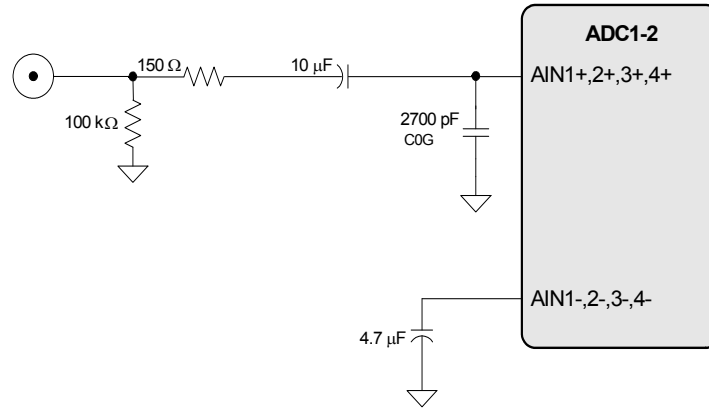 ADC1-2
150 Ω
10 µF
AIN1+,2+,3+,4+
100 kΩ
2700 pF
C0G
AIN1-,2-,3-,4-
4.7 µF